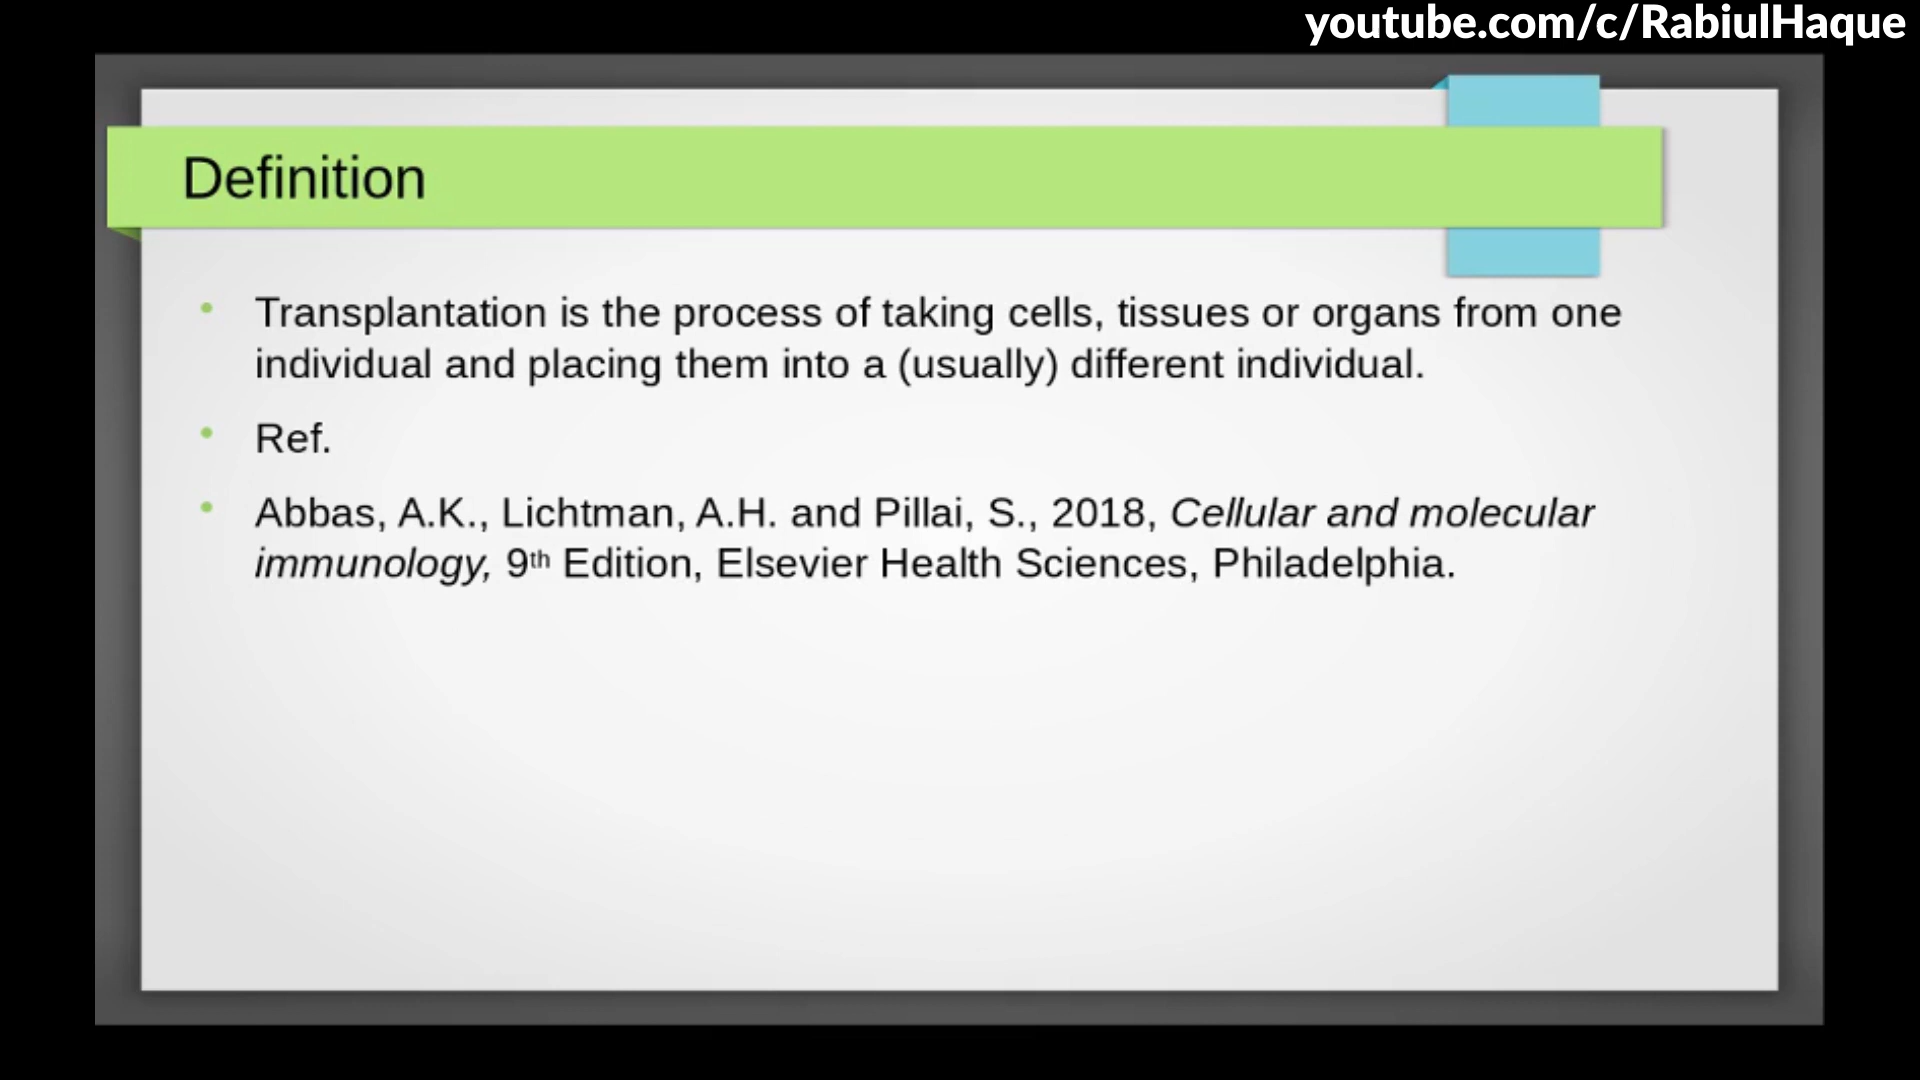 youtube.com/c/RabiulHaque
Definition
• Transplantation is the process of taking cells, tissues or organs from one
individual and placing them into a (usually) different individual.
• Ref.
• Abbas, A.K., Lichtman, A.H. and Pillai, S., 2018, Cellular and molecular
immunology, 9th Edition, Elsevier Health Sciences, Philadelphia.